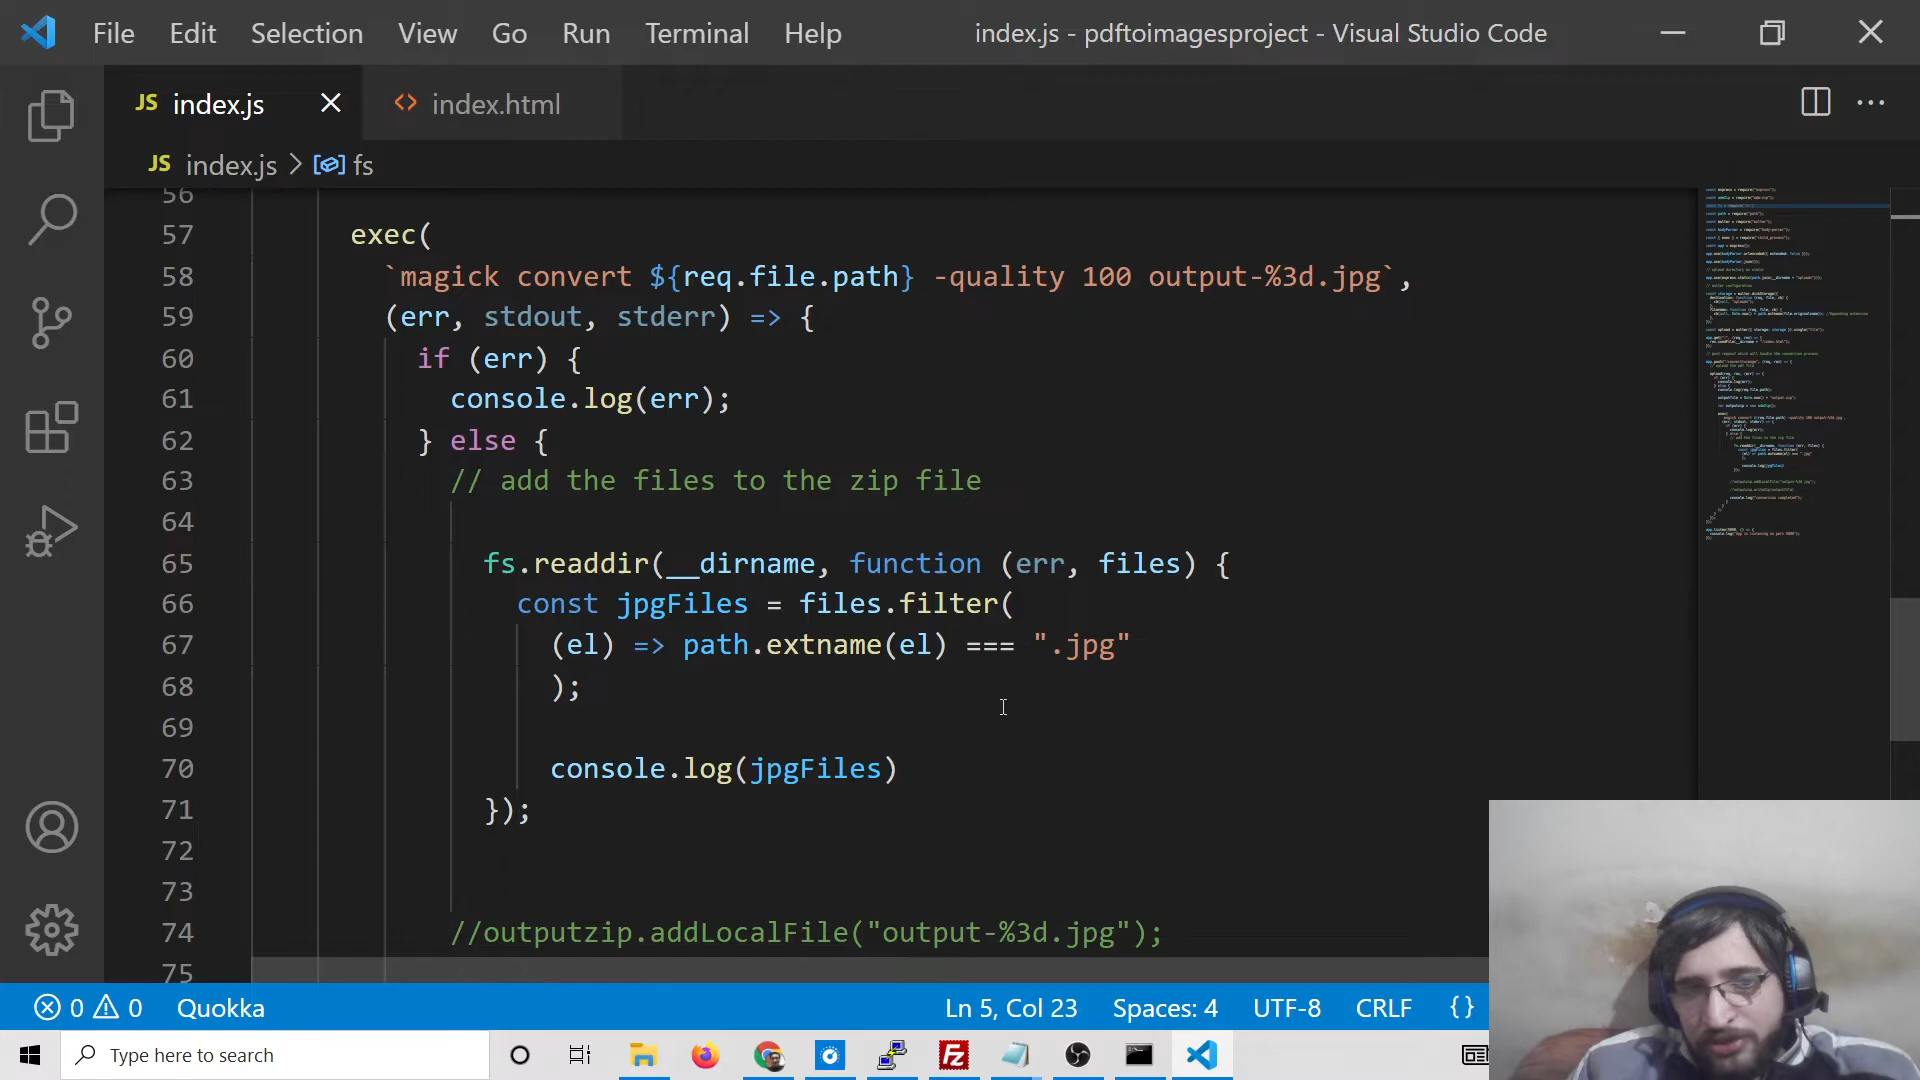 File Edit Selection View Go Run Terminal Help index.js - pdftoimagesproject - Visual Studio Code
JS index.js index.html
JS index.js > fs
56
57 exec(
58 `magick convert ${req.file.path} -quality 100 output-%3d.jpg`,
59 (err, stdout, stderr) => {
60 if (err) {
61 console.log(err);
62 } else {
63 // add the files to the zip file
64
65 fs.readdir(__dirname, function (err, files) {
66 const jpgFiles = files.filter(
67 (el) => path.extname(el) === ".jpg"
68 );
69
70 console.log(jpgFiles)
71 });
72
73
74 //outputzip.addLocalFile("output-%3d.jpg");
75
0 0 Quokka Ln 5, Col 23 Spaces: 4 UTF-8 CRLF {}
Type here to search